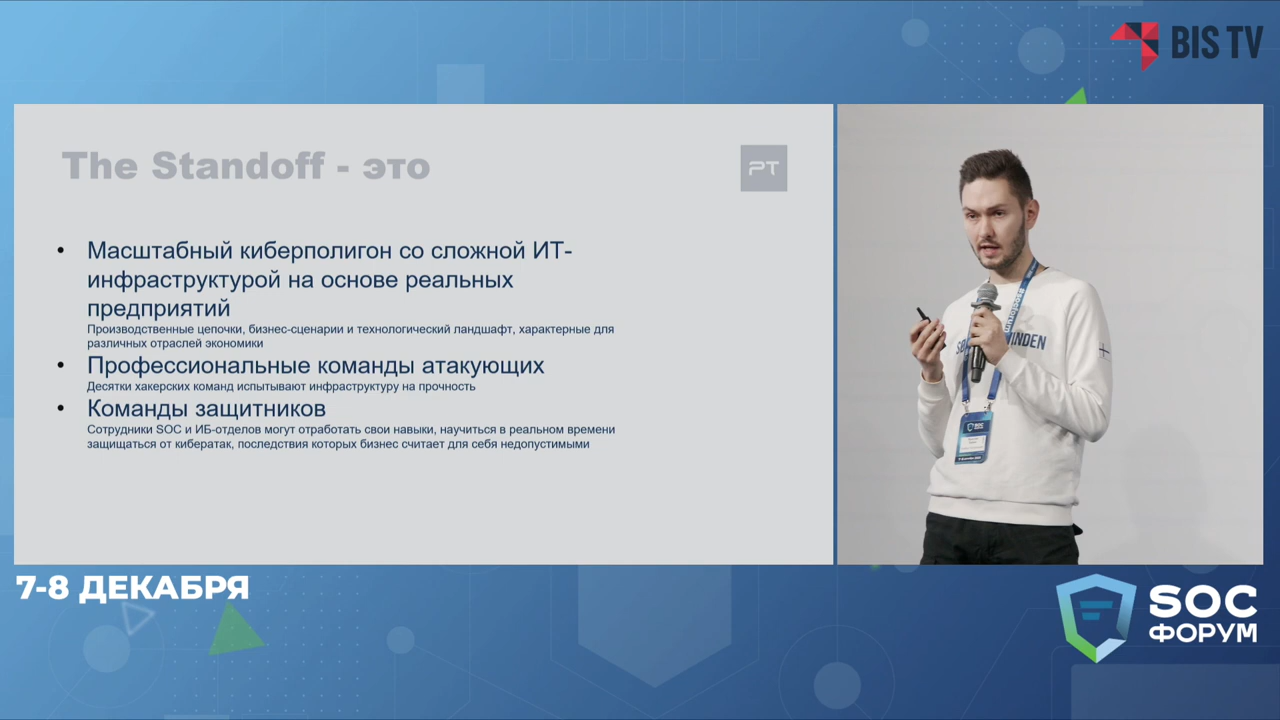 BIS TV
The Standoff - это
PT
• Масштабный киберполигон со сложной ИТ-
инфраструктурой на основе реальных
предприятий
Производственные цепочки, бизнес-сценарии и технологический ландшафт, характерные для
различных отраслей экономики
• Профессиональные команды атакующих
Десятки хакерских команд испытывают инфраструктуру на прочность
• Команды защитников
Сотрудники SOC и ИБ-отделов могут отработать свои навыки, научиться в реальном времени
защищаться от кибератак, последствия которых бизнес считает для себя недопустимыми
INDEN
SOC
7-8 ДЕКАБРЯ
SOC
ФОРУМ